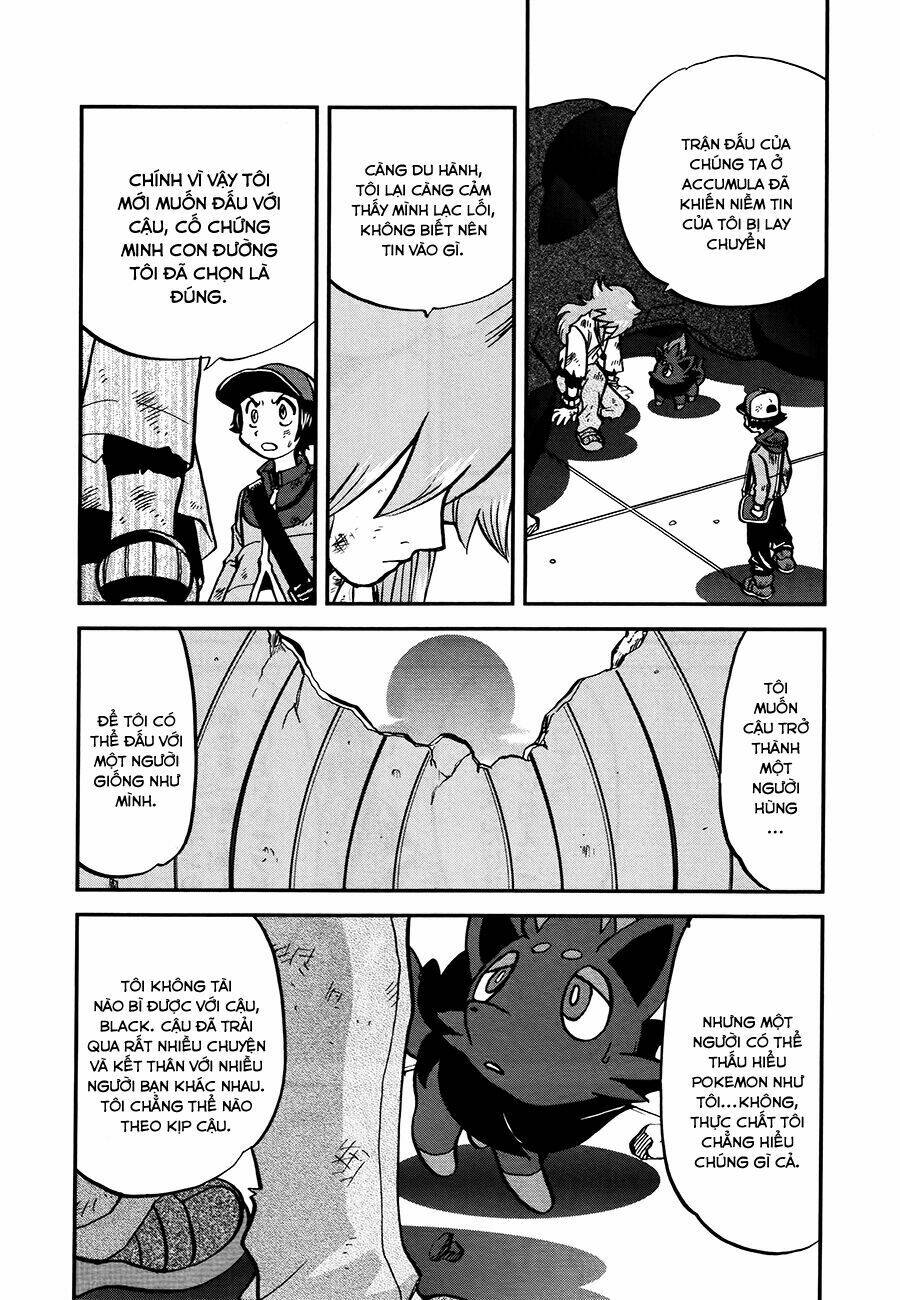 TRẬN ĐẤU CỦA
CHÚNG TA Ở
ACCUMULA ĐÃ
KHIẾN NIỀM TIN
CỦA TÔI BỊ LAY
CHUYỂN
CÀNG DU HÀNH,
TÔI LẠI CÀNG CẢM
THẤY MÌNH LẠC LỐI,
KHÔNG BIẾT NÊN
TIN VÀO GÌ.
CHÍNH VÌ VẬY TÔI
MỚI MUỐN ĐẤU VỚI
CẬU, CỐ CHỨNG
MINH CON ĐƯỜNG
TÔI ĐÃ CHỌN LÀ
ĐÚNG.
TÔI
MUỐN
CẬU TRỞ
THÀNH
MỘT
NGƯỜI
HÙNG
...
ĐỂ TÔI CÓ
THỂ ĐẤU VỚI
MỘT NGƯỜI
GIỐNG NHƯ
MÌNH.
NHƯNG MỘT
NGƯỜI CÓ THỂ
THẤU HIỂU
POKEMON NHƯ
TÔI...KHÔNG,
THỰC CHẤT TÔI
CHẲNG HIỂU
CHÚNG GÌ CẢ.
TÔI KHÔNG TÀI
NÀO BÌ ĐƯỢC VỚI CẬU,
BLACK. CẬU ĐÃ TRẢI
QUA RẤT NHIỀU CHUYỆN
VÀ KẾT THÂN VỚI NHIỀU
NGƯỜI BẠN KHÁC NHAU.
TÔI CHẲNG THỂ NÀO
THEO KỊP CẬU.